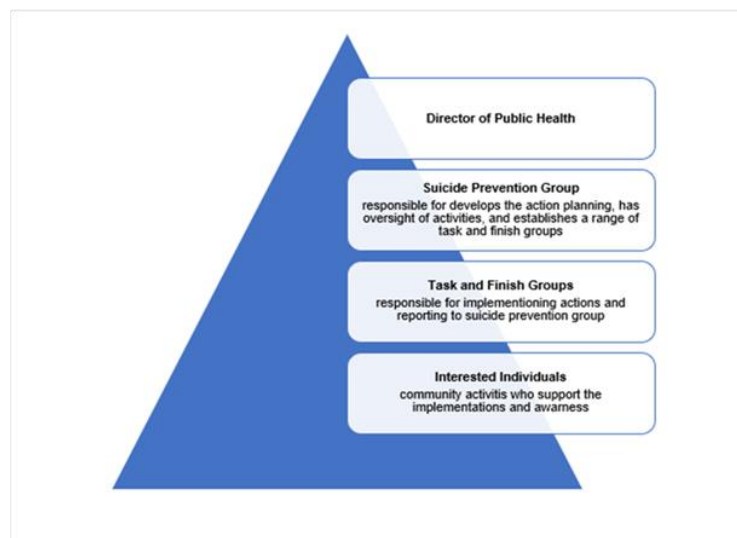 Director of Public Health
Suicide Prevention Group
responsible for develops the action planning, has
oversight of activities, and establishes a range of
task and finish groups
Task and Finish Groups
responsible for implementioning actions and
reporting to suicide prevention group
Interested Individuals
community activitis who support the
implementations and awarness